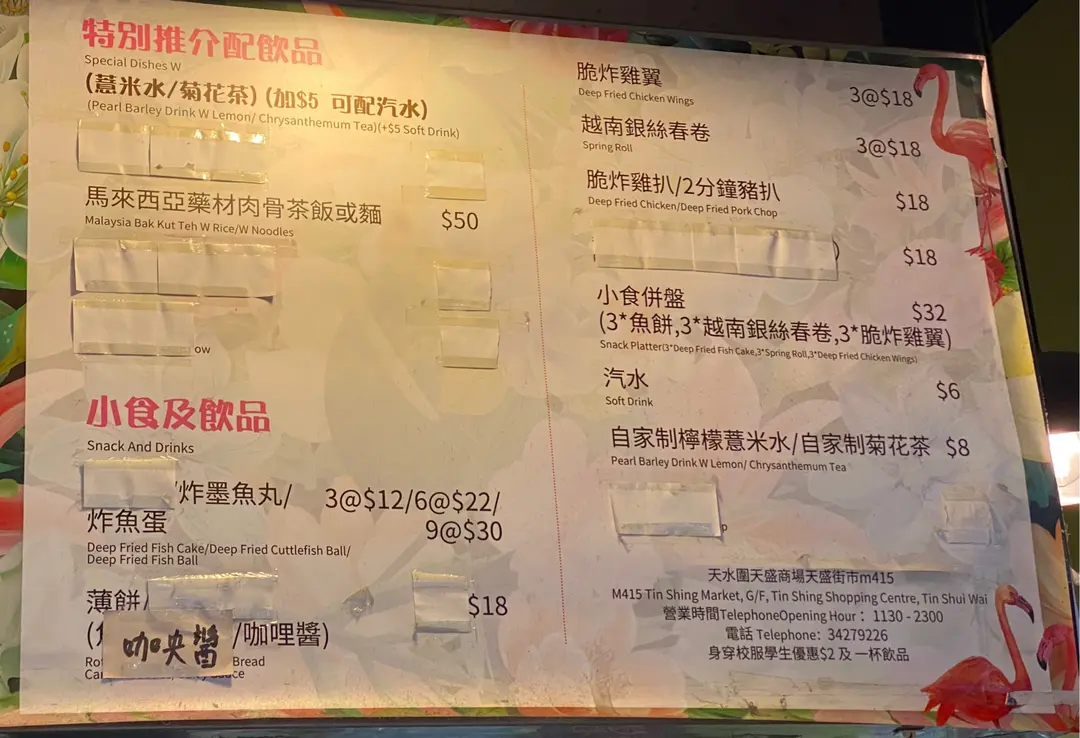 特別推介配飲品
Special Dishes W
(薏米水/菊花茶) (加$5 可配汽水)
(Pearl Barley Drink W Lemon/ Chrysanthemum Tea)(+$5 Soft Drink)
馬來西亞藥材肉骨茶飯或麵 $50
Malaysia Bak Kut Teh W Rice/W Noodles
ow
小食及飲品
Snack And Drinks
/炸墨魚丸/ 3@$12/6@$22/
炸魚蛋 9@$30
Deep Fried Fish Cake/Deep Fried Cuttlefish Ball/
Deep Fried Fish Ball
薄餅/ $18
( 咖央醬 /咖哩醬)
Bread
脆炸雞翼 3@$18
Deep Fried Chicken Wings
越南銀絲春卷 3@$18
Spring Roll
脆炸雞扒/2分鐘豬扒 $18
Deep Fried Chicken/Deep Fried Pork Chop
) $18
小食併盤 $32
(3*魚餅,3*越南銀絲春卷,3*脆炸雞翼)
Snack Platter(3*Deep Fried Fish Cake,3*Spring Roll,3*Deep Fried Chicken Wings)
汽水 $6
Soft Drink
自家制檸檬薏米水/自家制菊花茶 $8
Pearl Barley Drink W Lemon/ Chrysanthemum Tea
天水圍天盛商場天盛街市m415
M415 Tin Shing Market, G/F, Tin Shing Shopping Centre, Tin Shui Wai
營業時間TelephoneOpening Hour： 1130 - 2300
電話 Telephone: 34279226
身穿校服學生優惠$2 及 一杯飲品